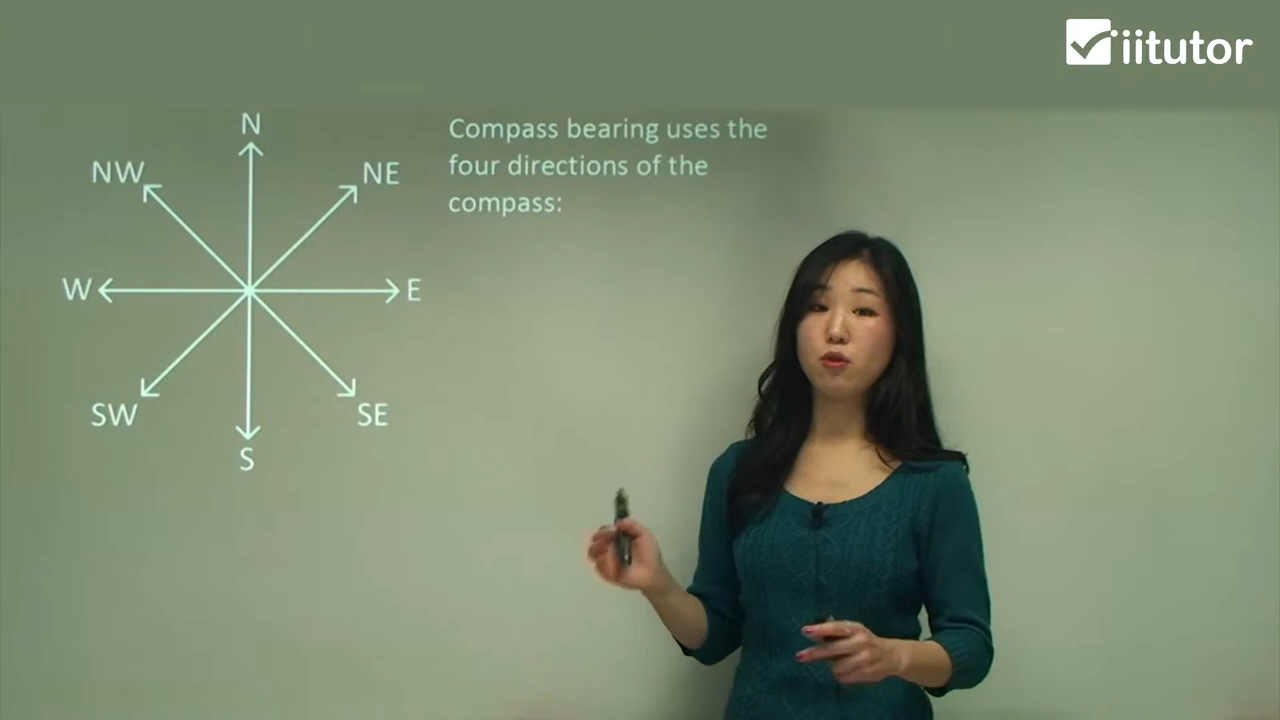 iitutor
N
NW
NE
W
E
SW
SE
S
Compass bearing uses the
four directions of the
compass: